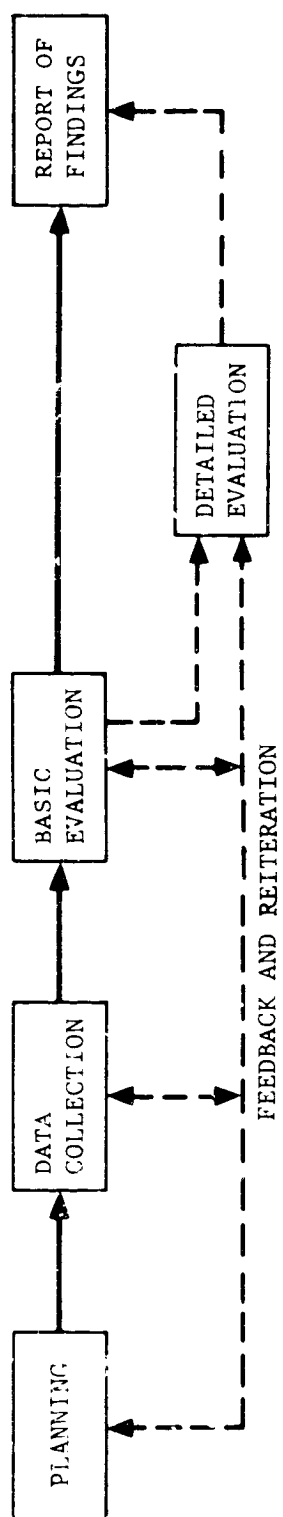 PLANNING
DATA
COLLECTION
BASIC
EVALUATION
DETAILED
EVALUATION
REPORT OF
FINDINGS
FEEDBACK AND REITERATION